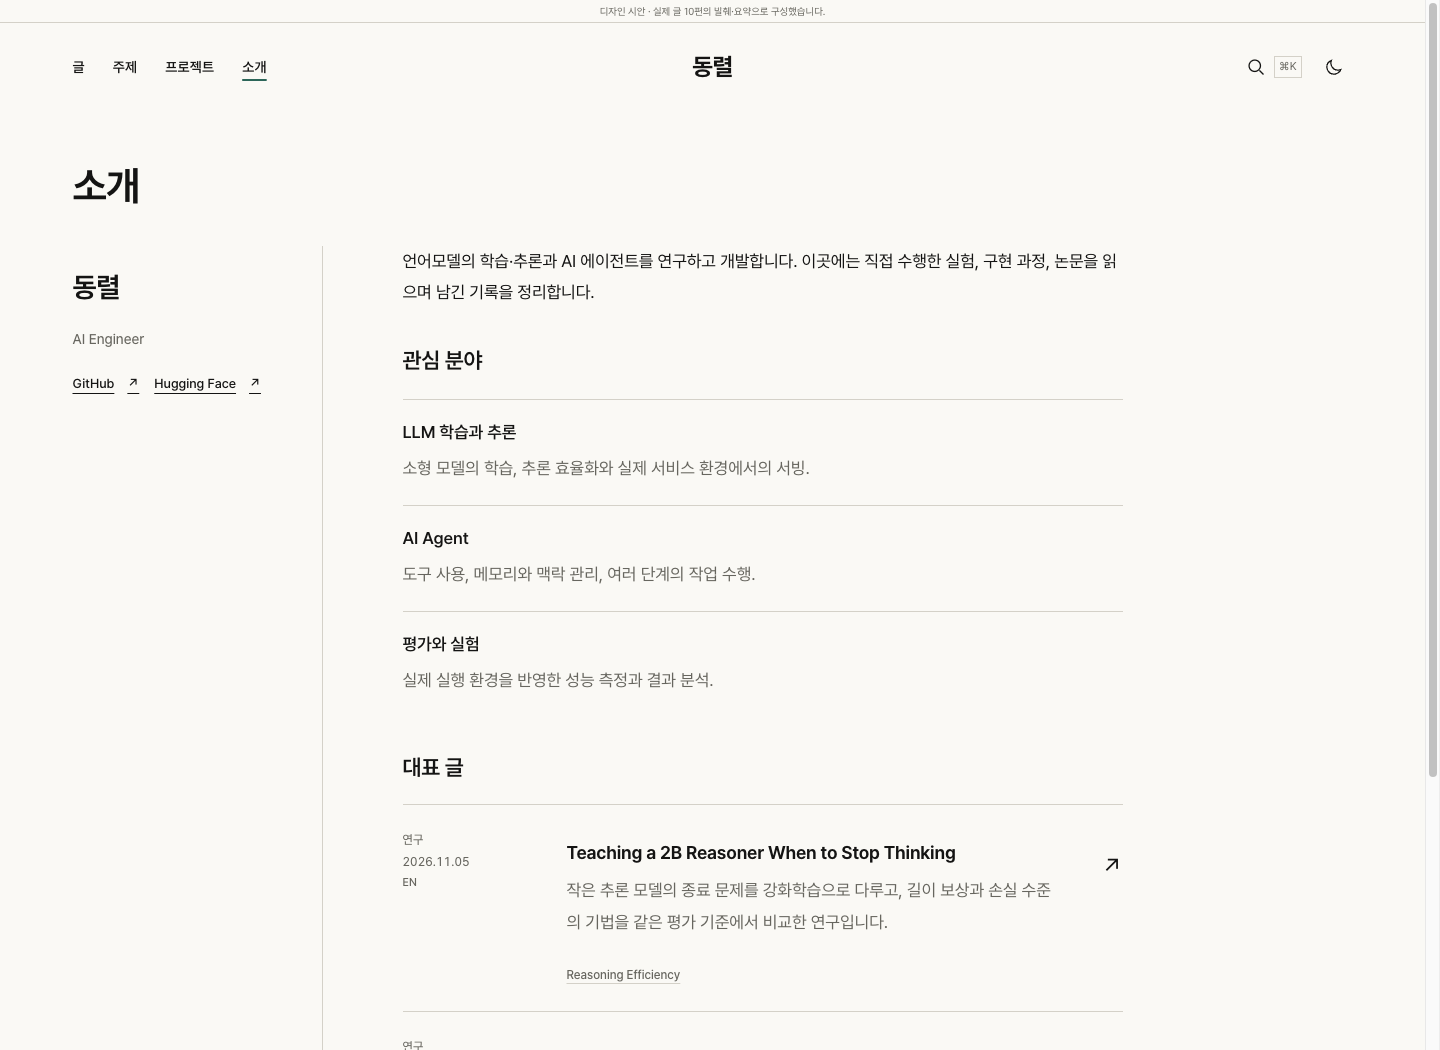 디자인 시안 · 실제 글 10편의 발췌·요약으로 구성했습니다.
글 주제 프로젝트 소개
동렬
⌘K
소개
동렬
AI Engineer
GitHub ↗ Hugging Face ↗
언어모델의 학습·추론과 AI 에이전트를 연구하고 개발합니다. 이곳에는 직접 수행한 실험, 구현 과정, 논문을 읽
으며 남긴 기록을 정리합니다.
관심 분야
LLM 학습과 추론
소형 모델의 학습, 추론 효율화와 실제 서비스 환경에서의 서빙.
AI Agent
도구 사용, 메모리와 맥락 관리, 여러 단계의 작업 수행.
평가와 실험
실제 실행 환경을 반영한 성능 측정과 결과 분석.
대표 글
연구
2026.11.05
EN
Teaching a 2B Reasoner When to Stop Thinking
작은 추론 모델의 종료 문제를 강화학습으로 다루고, 길이 보상과 손실 수준
의 기법을 같은 평가 기준에서 비교한 연구입니다.
Reasoning Efficiency
연구